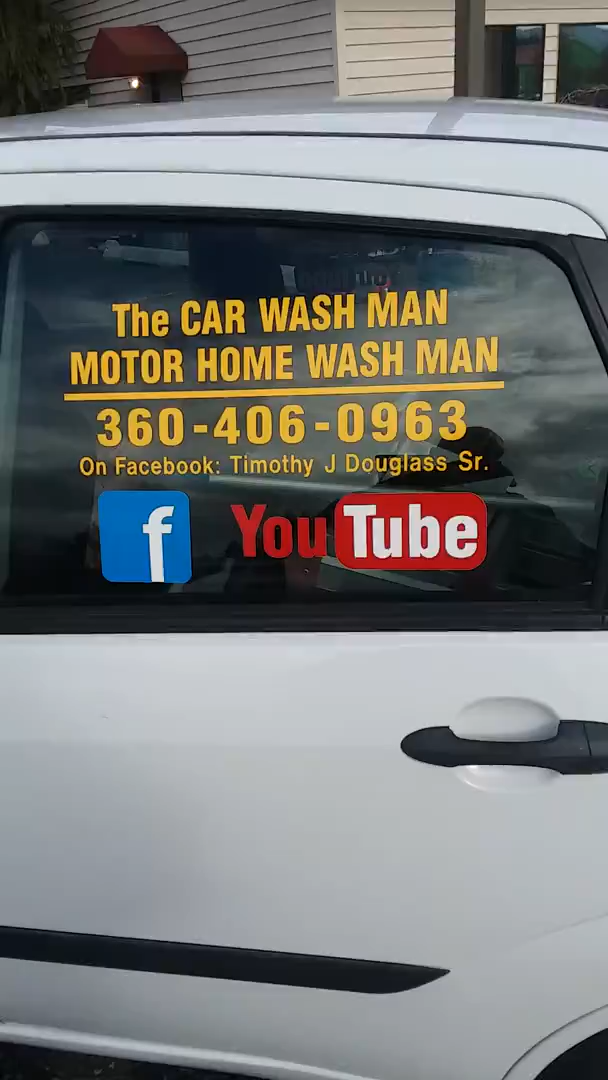 The CAR WASH MAN
MOTOR HOME WASH MAN
360-406-0963
On Facebook: Timothy J Douglass Sr.
f YouTube